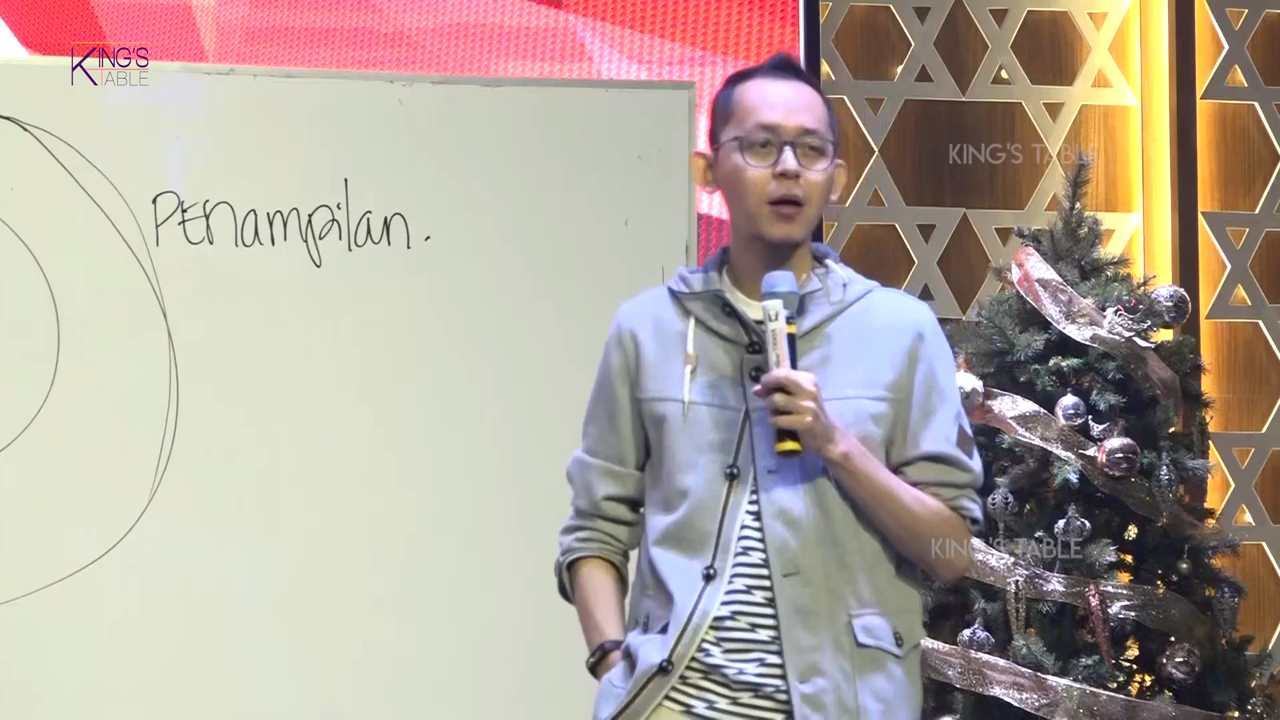 KING'S
TABLE
KING'S TABLE
Penampilan.
KING'S TABLE